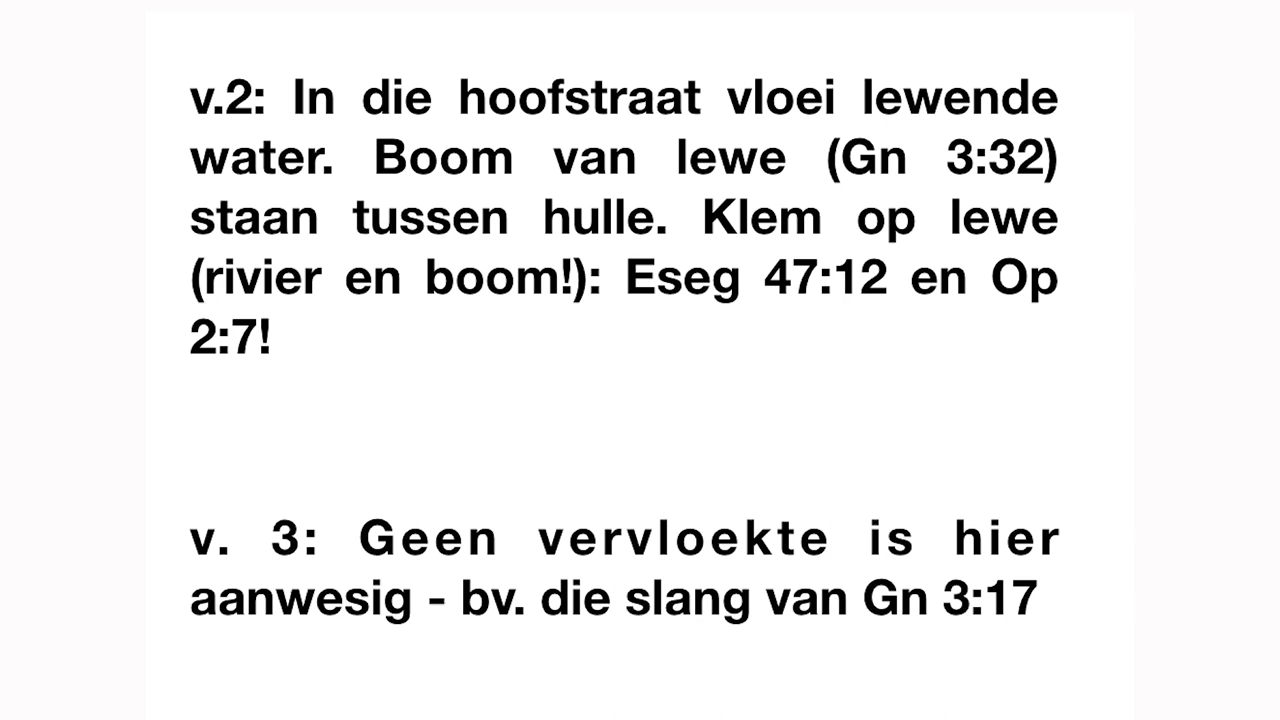 v.2: In die hoofstraat vloei lewende
water. Boom van lewe (Gn 3:32)
staan tussen hulle. Klem op lewe
(rivier en boom!): Eseg 47:12 en Op
2:7!
v. 3: Geen vervloekte is hier
aanwesig - bv. die slang van Gn 3:17